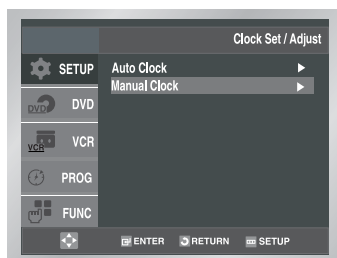 Clock Set / Adjust
SETUP
Auto Clock ►
Manual Clock ►
DVD DVD
VCR VCR
PROG
FUNC
ENTER RETURN SETUP